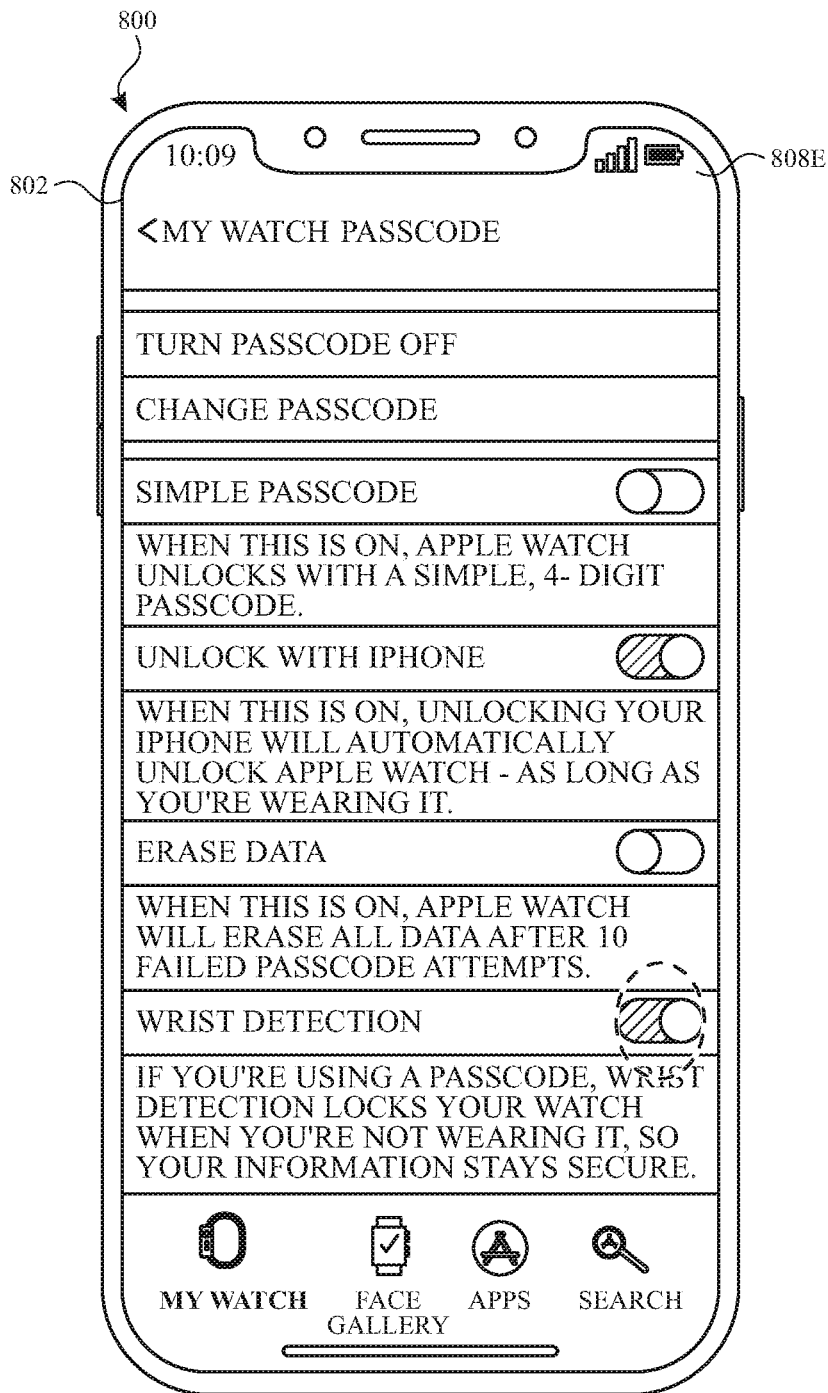 800
10:09
808E
802
<MY WATCH PASSCODE
TURN PASSCODE OFF
CHANGE PASSCODE
SIMPLE PASSCODE
WHEN THIS IS ON, APPLE WATCH
UNLOCKS WITH A SIMPLE, 4- DIGIT
PASSCODE.
UNLOCK WITH IPHONE
WHEN THIS IS ON, UNLOCKING YOUR
IPHONE WILL AUTOMATICALLY
UNLOCK APPLE WATCH - AS LONG AS
YOU'RE WEARING IT.
ERASE DATA
WHEN THIS IS ON, APPLE WATCH
WILL ERASE ALL DATA AFTER 10
FAILED PASSCODE ATTEMPTS.
WRIST DETECTION
IF YOU'RE USING A PASSCODE, WRIST
DETECTION LOCKS YOUR WATCH
WHEN YOU'RE NOT WEARING IT, SO
YOUR INFORMATION STAYS SECURE.
MY WATCH
FACE
GALLERY
APPS
SEARCH